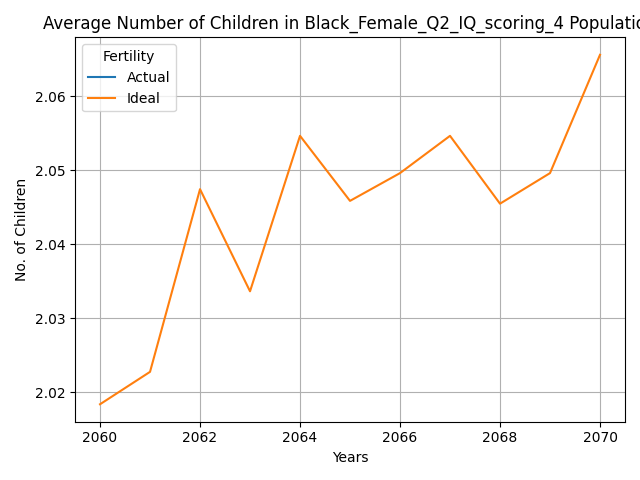 Average Number of Children in Black_Female_Q2_IQ_scoring_4
Fertility
Actual
Ideal
2.06
2.05
2.04
2.03
2.02
No. of Children
2060 2062 2064 2066 2068 2070
Years